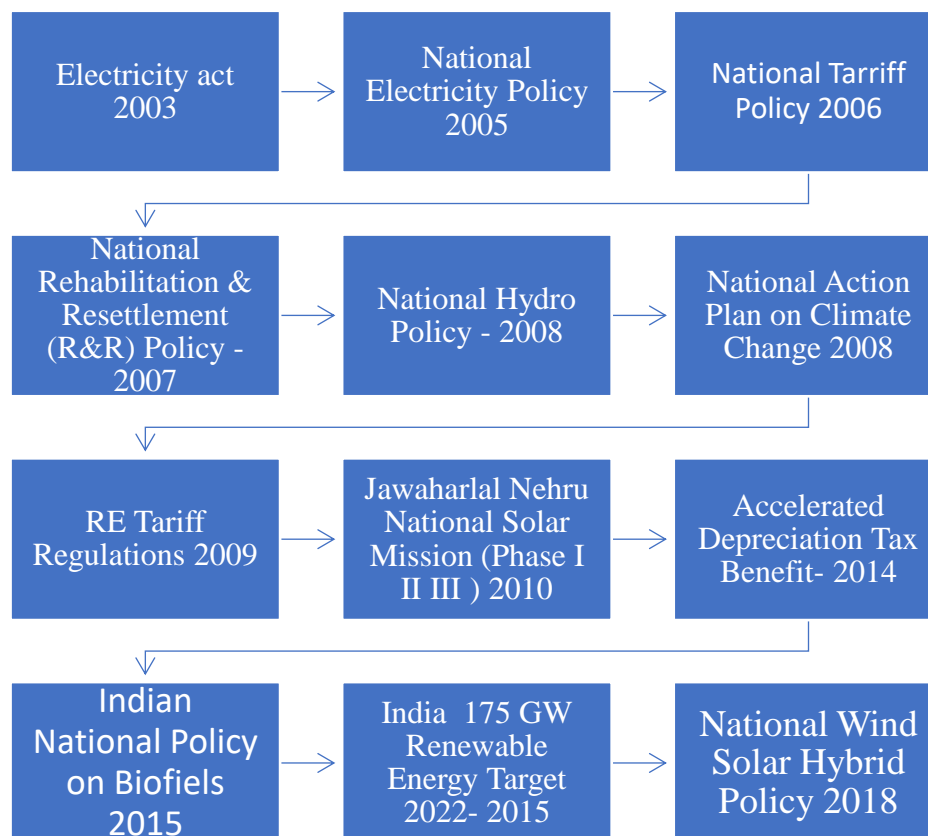 Electricity act
2003
National
Electricity Policy
2005
National Tarriff
Policy 2006
National
Rehabilitation &
Resettlement
(R&R) Policy -
2007
National Hydro
Policy - 2008
National Action
Plan on Climate
Change 2008
RE Tariff
Regulations 2009
Jawaharlal Nehru
National Solar
Mission (Phase I
II III ) 2010
Accelerated
Depreciation Tax
Benefit- 2014
Indian
National Policy
on Biofiels
2015
India 175 GW
Renewable
Energy Target
2022- 2015
National Wind
Solar Hybrid
Policy 2018